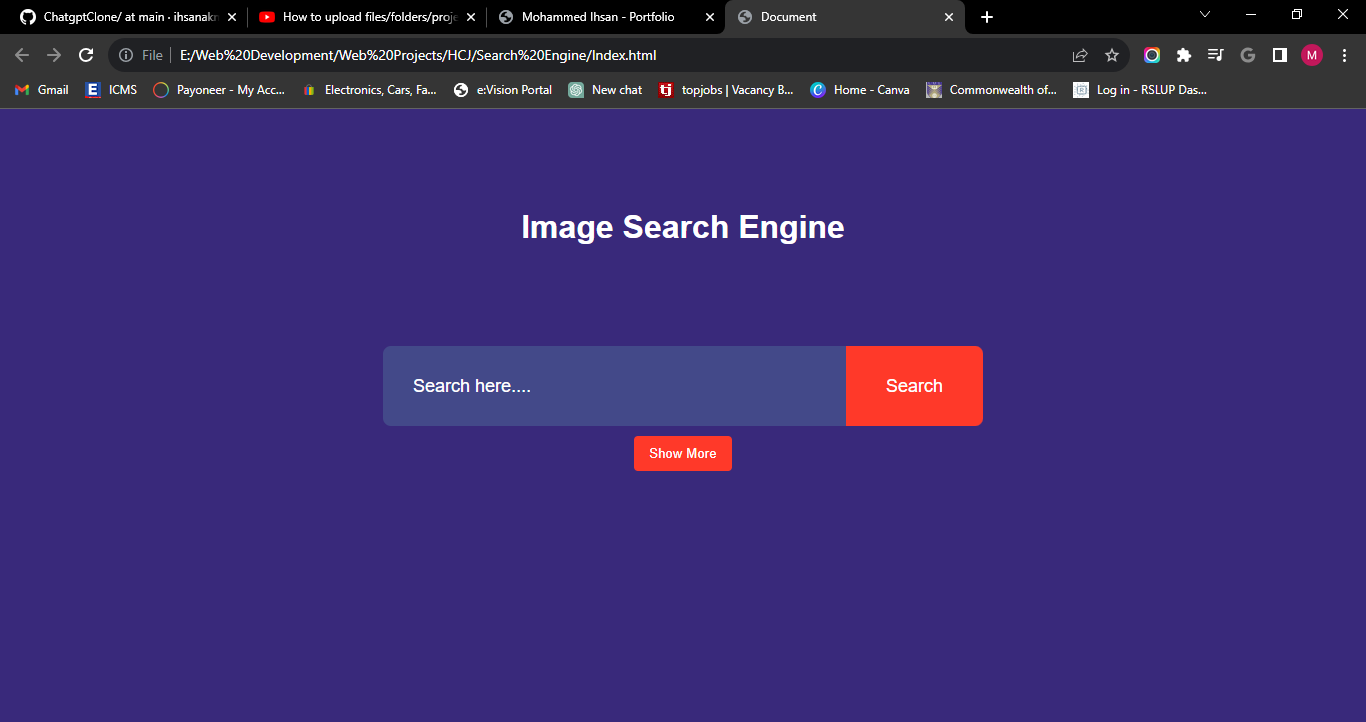 ChatgptClone/ at main · ihsanakn
How to upload files/folders/proje
Mohammed Ihsan - Portfolio
Document
File
E:/Web%20Development/Web%20Projects/HCJ/Search%20Engine/Index.html
M
Gmail
E ICMS
Payoneer - My Acc...
Electronics, Cars, Fa...
e:Vision Portal
New chat
tj topjobs | Vacancy B...
C Home - Canva
Commonwealth of...
Log in - RSLUP Das...
Image Search Engine
Search here....
Search
Show More